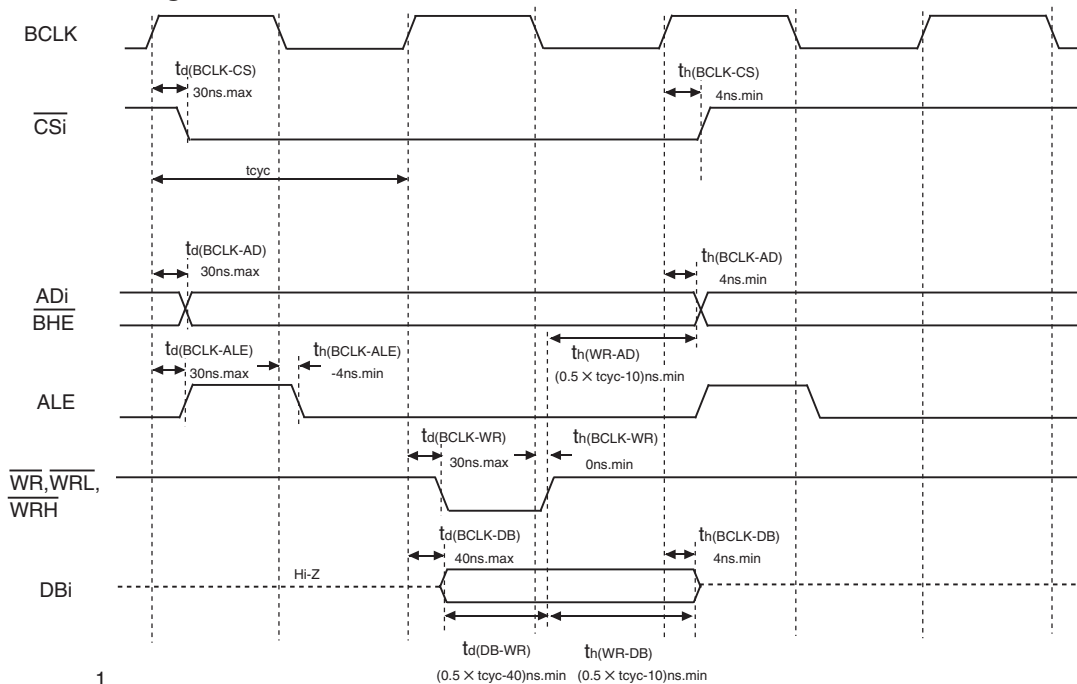 BCLK
td(BCLK-CS)
30ns.max
th(BCLK-CS)
4ns.min
CSi
tcyc
td(BCLK-AD)
30ns.max
th(BCLK-AD)
4ns.min
ADi
BHE
td(BCLK-ALE)
30ns.max
th(BCLK-ALE)
-4ns.min
th(WR-AD)
(0.5 × tcyc-10)ns.min
ALE
td(BCLK-WR)
30ns.max
th(BCLK-WR)
0ns.min
WR,WRL,
WRH
td(BCLK-DB)
40ns.max
th(BCLK-DB)
4ns.min
Hi-Z
DBi
td(DB-WR)
(0.5 × tcyc-40)ns.min
th(WR-DB)
(0.5 × tcyc-10)ns.min
1